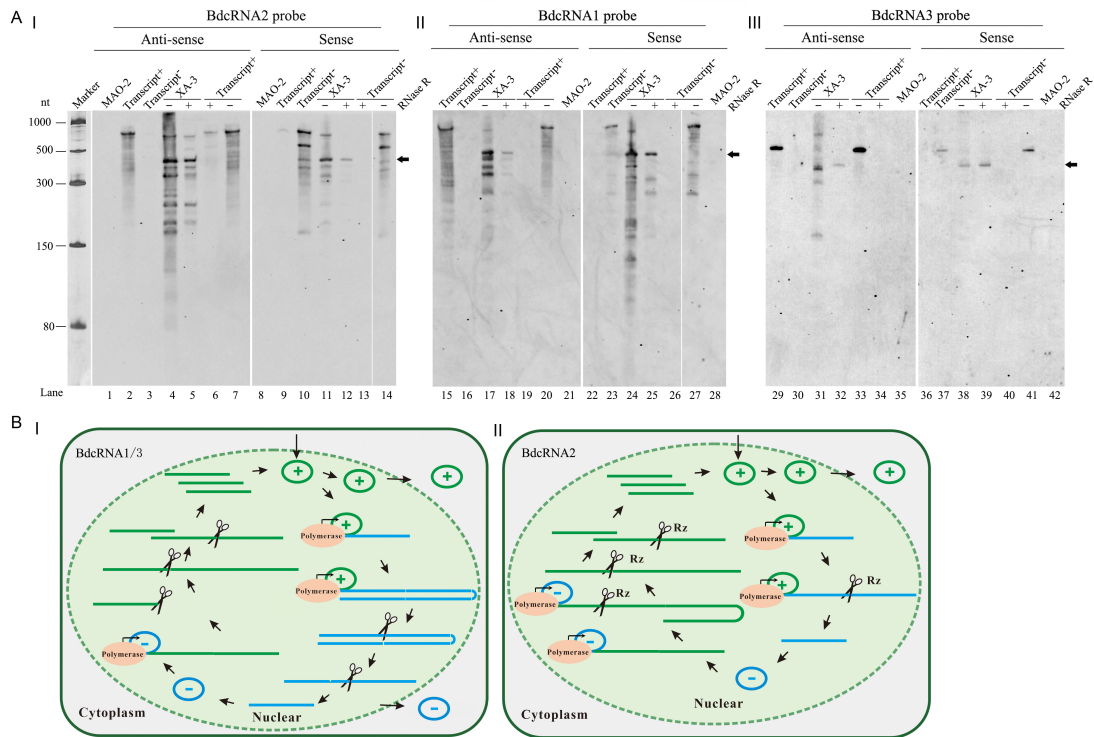 A
I
BdcRNA2 probe
Anti-sense
Sense
Marker
MAO-2
Transcript+
Transcript−
XA-3
Transcript+
MAO-2
Transcript+
Transcript−
XA-3
Transcript−
− + + −
− + + −
RNase R
nt
1000
500
300
150
80
Lane
1 2 3 4 5 6 7 8 9 10 11 12 13 14
II
BdcRNA1 probe
Anti-sense
Sense
Transcript+
Transcript−
XA-3
Transcript+
MAO-2
Transcript+
Transcript−
XA-3
Transcript−
MAO-2
− + + −
− + + −
RNase R
15 16 17 18 19 20 21 22 23 24 25 26 27 28
III
BdcRNA3 probe
Anti-sense
Sense
Transcript+
Transcript−
XA-3
Transcript+
MAO-2
Transcript+
Transcript−
XA-3
Transcript−
MAO-2
− + − +
− + + −
RNase R
29 30 31 32 33 34 35 36 37 38 39 40 41 42
B
I
BdcRNA1/3
+
+
+
+
Polymerase
+
Polymerase
−
Polymerase
−
−
Cytoplasm
Nuclear
II
BdcRNA2
+
+
+
+
Polymerase
Rz
Rz
+
Polymerase
Rz
−
Polymerase
Rz
−
Polymerase
−
Cytoplasm
Nuclear